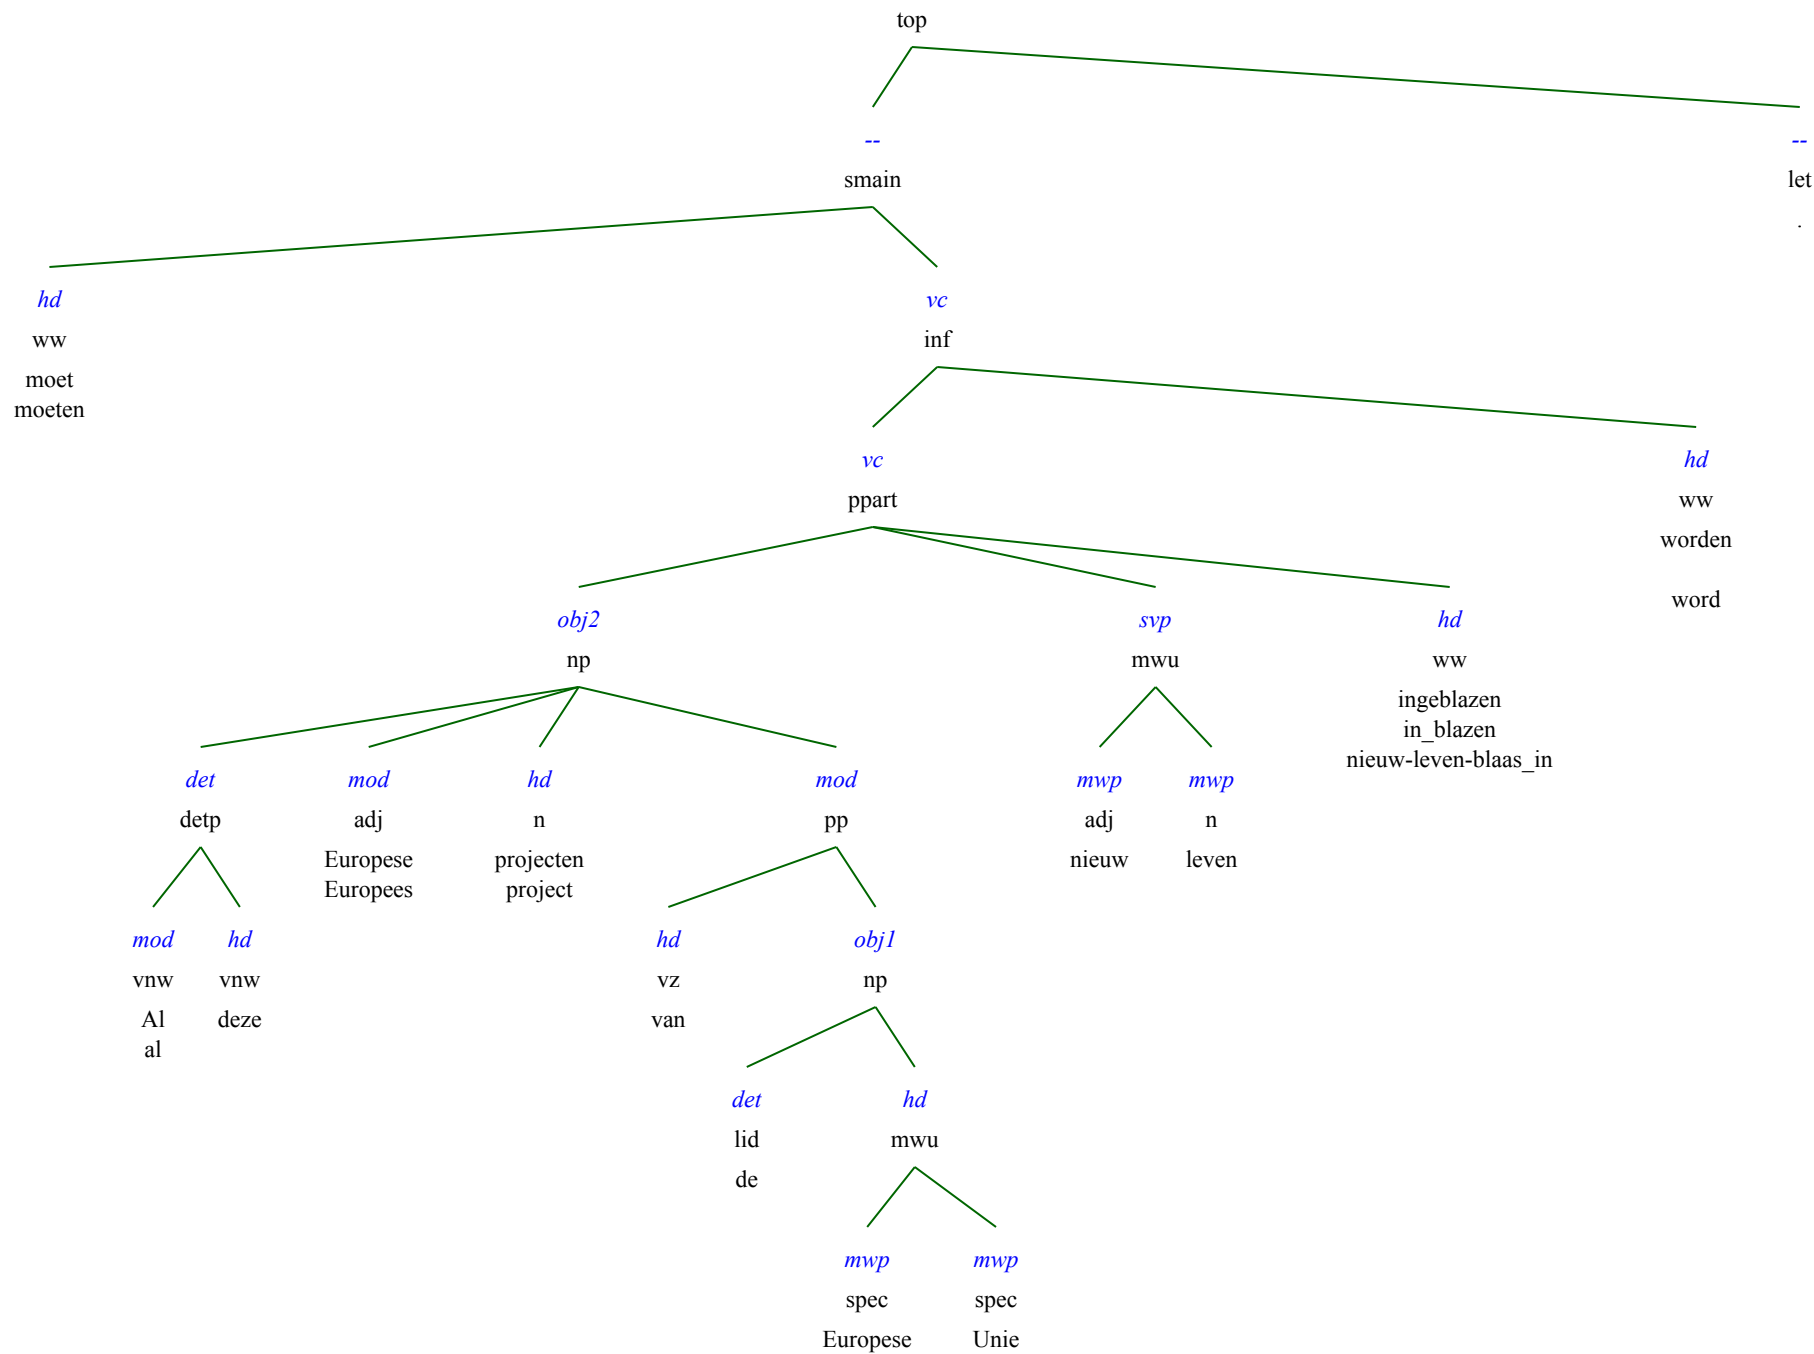 top
-- --
smain let
.
hd vc
ww inf
moet
moeten
vc hd
ppart ww
worden
word
obj2 svp hd
np mwu ww
ingeblazen
in_blazen
nieuw-leven-blaas_in
det mod hd mod mwp mwp
detp adj n pp adj n
Europese projecten nieuw leven
Europees project
mod hd hd obj1
vnw vnw vz np
Al deze van
al
det hd
lid mwu
de
mwp mwp
spec spec
Europese Unie